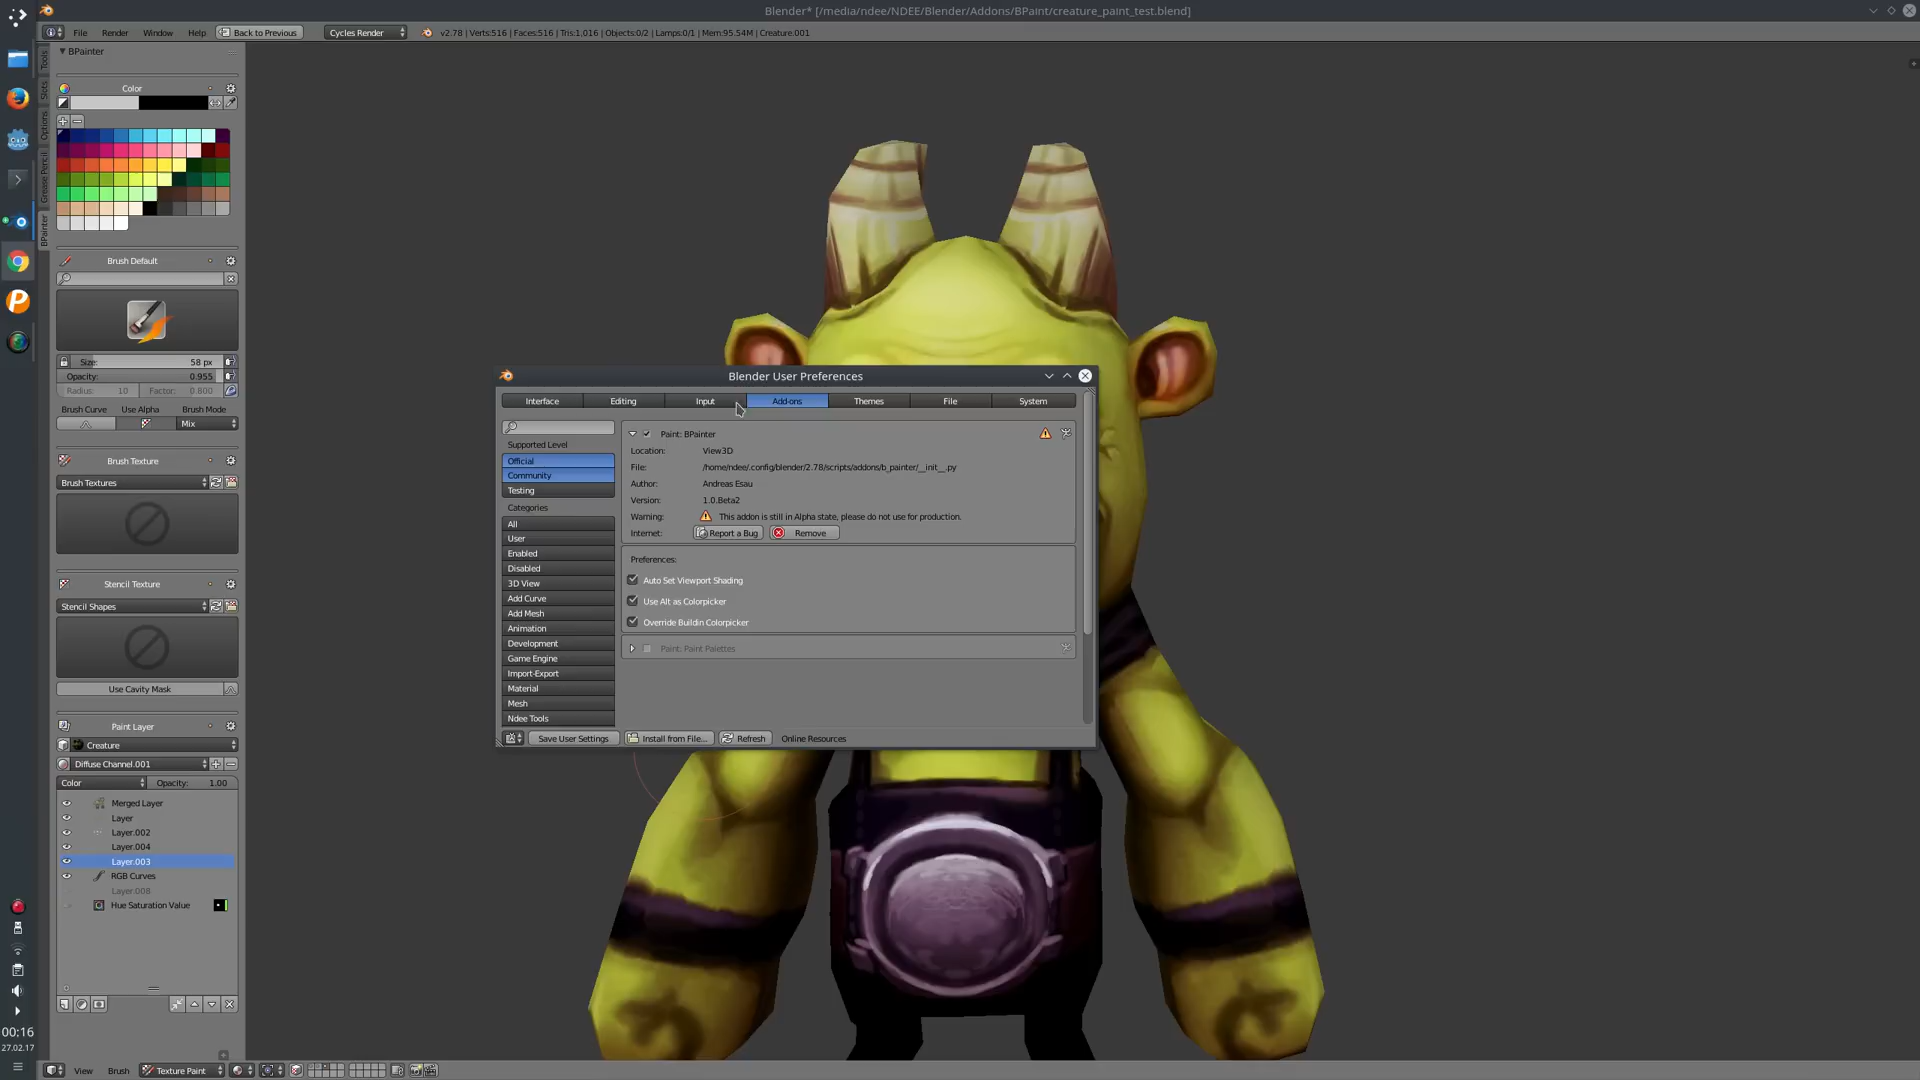 Blender* [/media/ndee/NDEE/Blender/Addons/BPaint/creature_paint_test.blend]
File Render Window Help Back to Previous Cycles Render v2.78 | Verts:516 | Faces:516 | Tris:1,016 | Objects:0/2 | Lamps:0/1 | Mem:95.54M | Creature.001
BPainter
Tools
Slots
Options
Grease Pencil
BPainter
Color
Brush Default
Size: 58 px
Opacity: 0.955
Radius: 10 Factor: 0.800
Brush Curve Use Alpha Brush Mode
Mix
Brush Texture
Brush Textures
Stencil Texture
Stencil Shapes
Use Cavity Mask
Paint Layer
Creature
Diffuse Channel.001
Color Opacity: 1.00
Merged Layer
Layer
Layer.002
Layer.004
Layer.003
RGB Curves
Layer.008
Hue Saturation Value
Blender User Preferences
Interface Editing Input Add-ons Themes File System
Supported Level
Official
Community
Testing
Categories
All
User
Enabled
Disabled
3D View
Add Curve
Add Mesh
Animation
Development
Game Engine
Import-Export
Material
Mesh
Ndee Tools
Paint: BPainter
Location: View3D
File: /home/ndee/.config/blender/2.78/scripts/addons/b_painter/__init__.py
Author: Andreas Esau
Version: 1.0.Beta2
Warning: This addon is still in Alpha state, please do not use for production.
Internet: Report a Bug Remove
Preferences:
Auto Set Viewport Shading
Use Alt as Colorpicker
Override Buildin Colorpicker
Paint: Paint Palettes
Save User Settings Install from File... Refresh Online Resources
00:16
27.02.17
View Brush Texture Paint